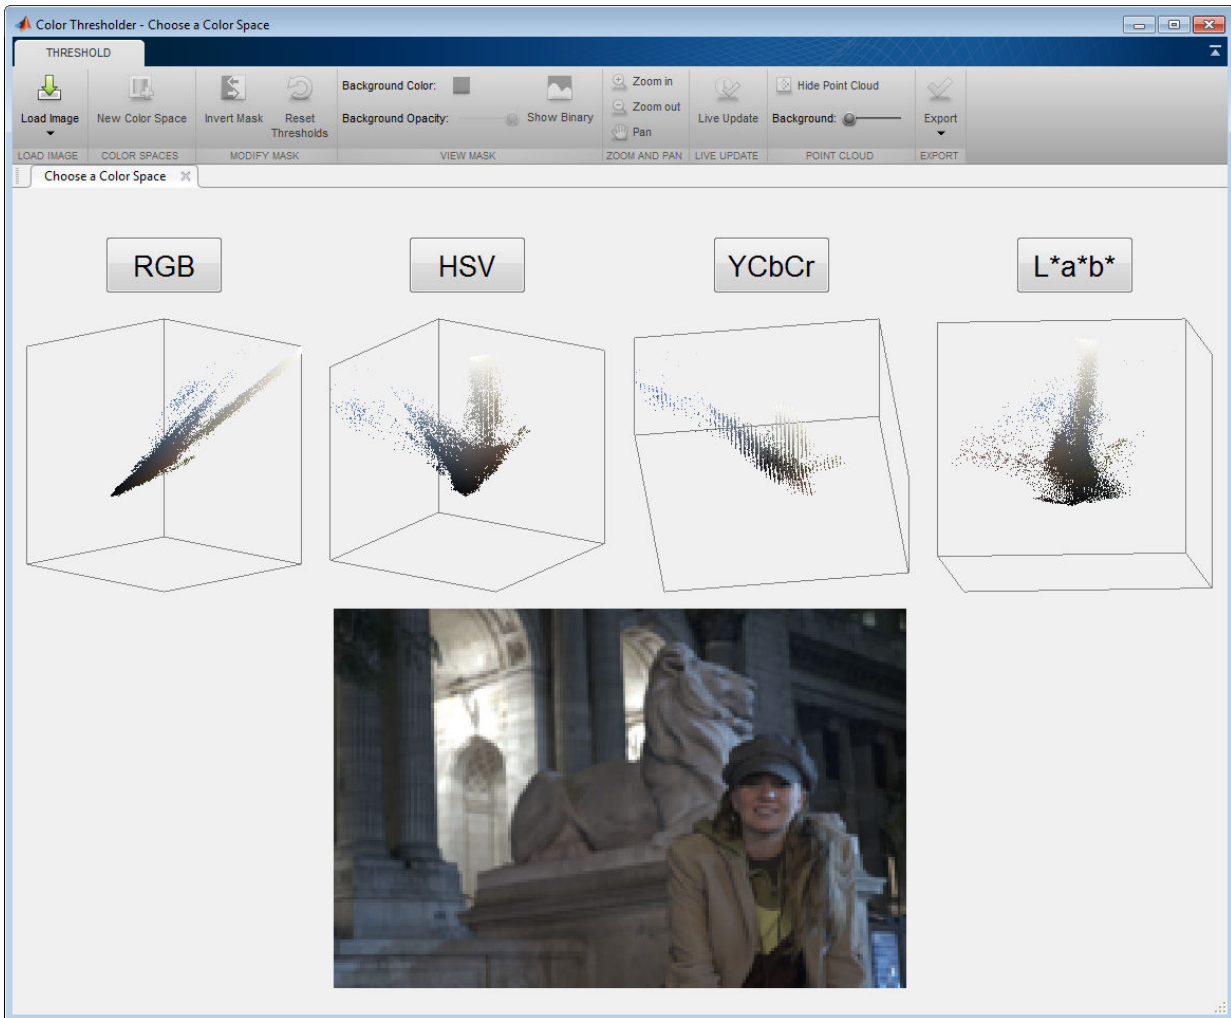 Color Thresholder - Choose a Color Space
THRESHOLD
Load Image
New Color Space
Invert Mask
Reset
Thresholds
Background Color:
Background Opacity:
Show Binary
Zoom in
Zoom out
Pan
Live Update
Hide Point Cloud
Background:
Export
LOAD IMAGE
COLOR SPACES
MODIFY MASK
VIEW MASK
ZOOM AND PAN
LIVE UPDATE
POINT CLOUD
EXPORT
Choose a Color Space
RGB
HSV
YCbCr
L*a*b*